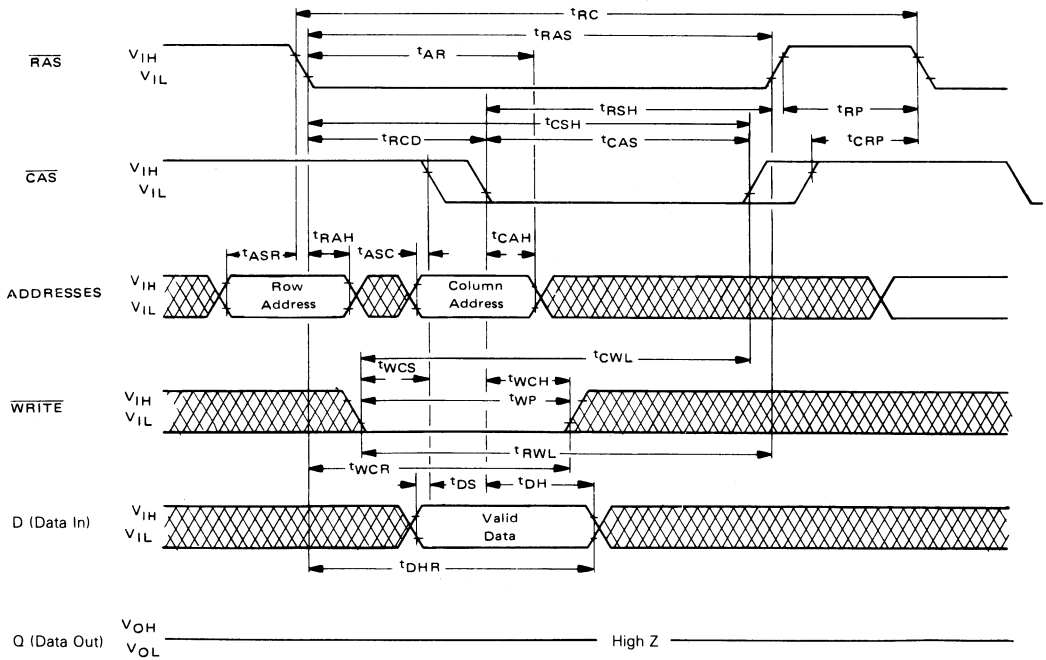 tRC
tRAS
tAR
RAS
VIH
VIL
tRSH
tRP
tCSH
tRCD
tCAS
tCRP
CAS
VIH
VIL
tASR
tRAH
tASC
tCAH
ADDRESSES
VIH
VIL
Row
Address
Column
Address
tCWL
tWCS
tWCH
tWP
WRITE
VIH
VIL
tRWL
tWCR
tDS
tDH
D (Data In)
VIH
VIL
Valid
Data
tDHR
Q (Data Out)
VOH
VOL
High Z